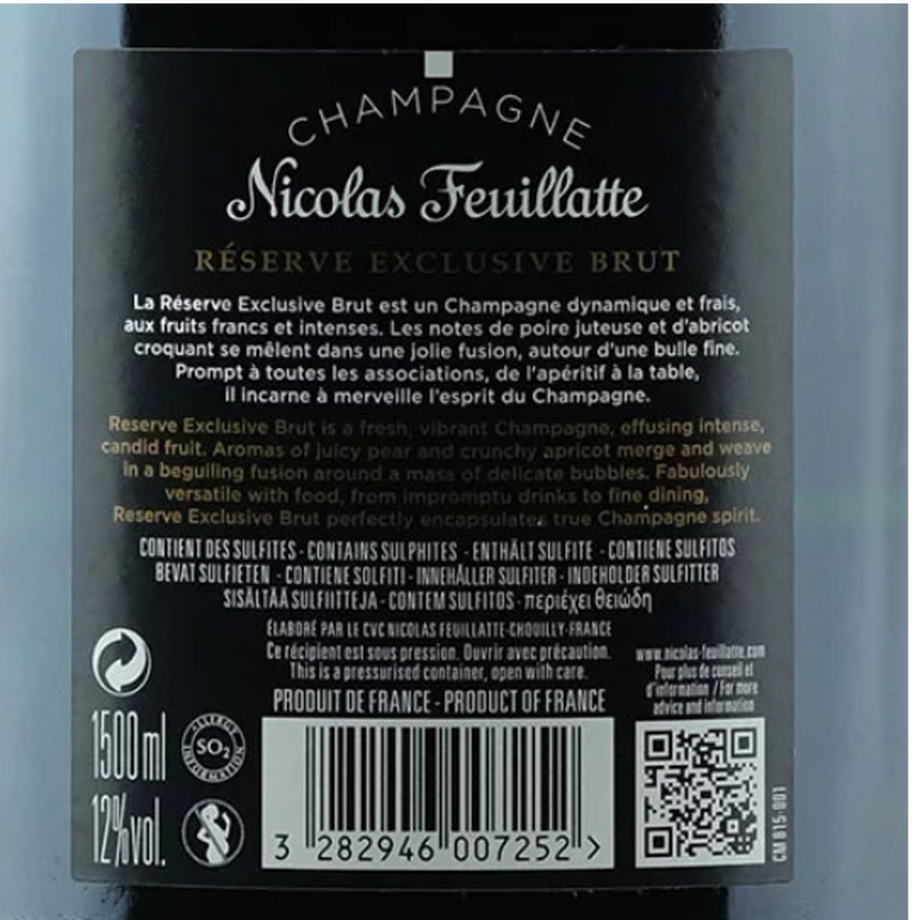 CHAMPAGNE
Nicolas Feuillatte
RÉSERVE EXCLUSIVE BRUT
La Réserve Exclusive Brut est un Champagne dynamique et frais,
aux fruits francs et intenses. Les notes de poire juteuse et d'abricot
croquant se mêlent dans une jolie fusion, autour d'une bulle fine.
Prompt à toutes les associations, de l'apéritif à la table,
il incarne à merveille l'esprit du Champagne.
Reserve Exclusive Brut is a fresh, vibrant Champagne, effusing intense,
candid fruit. Aromas of juicy pear and crunchy apricot merge and weave
in a beguiling fusion around a mass of delicate bubbles. Fabulously
versatile with food, from impromptu drinks to fine dining,
Reserve Exclusive Brut perfectly encapsulates true Champagne spirit.
CONTIENT DES SULFITES - CONTAINS SULPHITES - ENTHÄLT SULFITE - CONTIENE SULFITOS
BEVAT SULFIETEN - CONTIENE SOLFITI - INNEHÅLLER SULFITER - INDEHOLDER SULFITTER
SISÄLTÄÄ SULFIITTEJA - CONTEM SULFITOS - περιέχει θειώδη
ÉLABORÉ PAR LE CVC NICOLAS FEUILLATTE-CHOUILLY-FRANCE
Ce récipient est sous pression. Ouvrir avec précaution.
This is a pressurised container, open with care.
PRODUIT DE FRANCE - PRODUCT OF FRANCE
www.nicolas-feuillatte.com
Pour plus de conseil et
d'information / For more
advice and information
1500 ml
12%vol.
ALLERGY
SO2
INFORMATION
3 282946 007252 >
CM 815-001